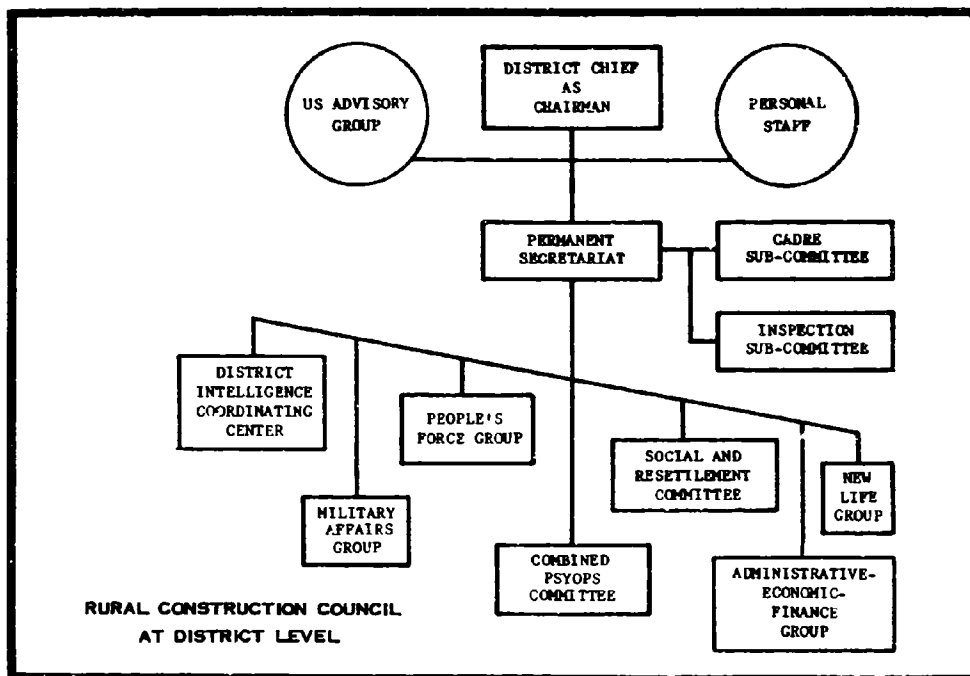 US ADVISORY
GROUP
DISTRICT CHIEF
AS
CHAIRMAN
PERSONAL
STAFF
PERMANENT
SECRETARIAT
CADRE
SUB-COMMITTEE
INSPECTION
SUB-COMMITTEE
DISTRICT
INTELLIGENCE
COORDINATING
CENTER
PEOPLE'S
FORCE GROUP
MILITARY
AFFAIRS
GROUP
COMBINED
PSYOPS
COMMITTEE
SOCIAL AND
RESETTLEMENT
COMMITTEE
NEW
LIFE
GROUP
ADMINISTRATIVE-
ECONOMIC-
FINANCE
GROUP
RURAL CONSTRUCTION COUNCIL
AT DISTRICT LEVEL